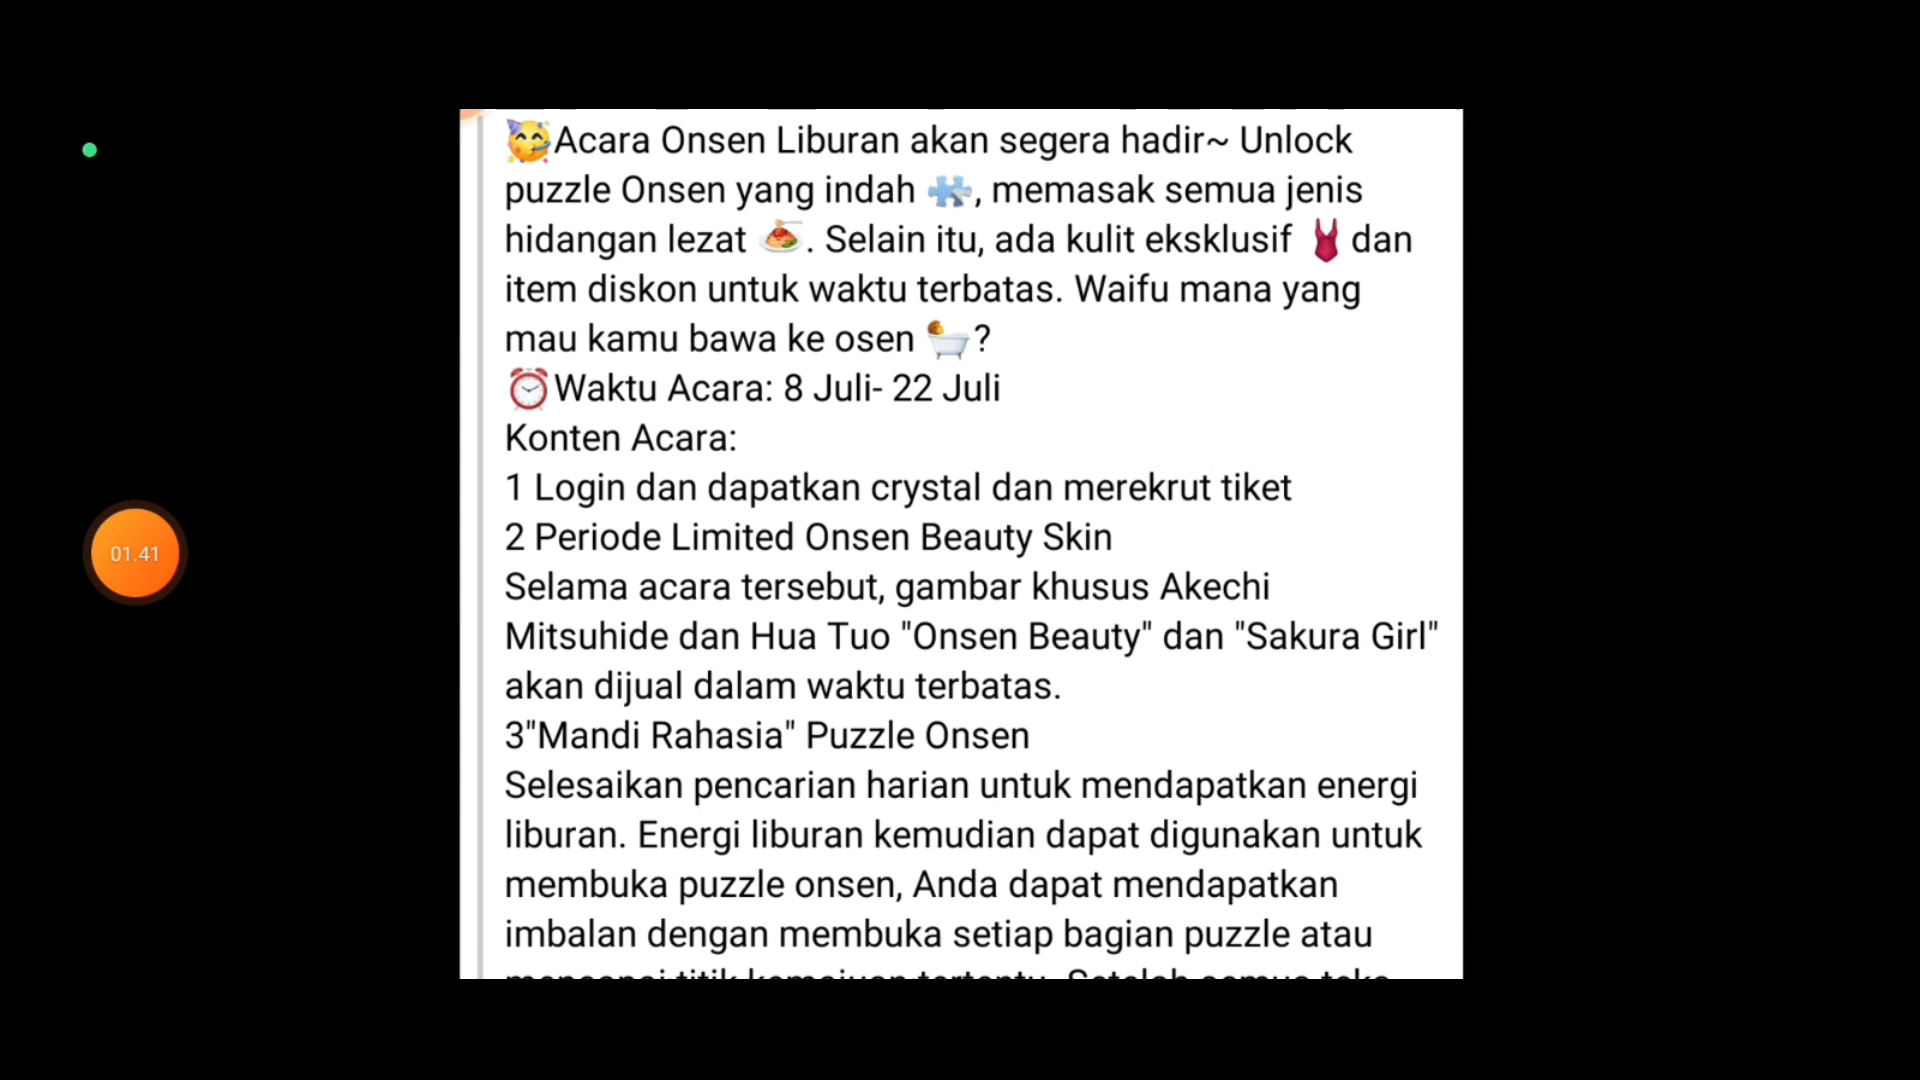 🥳Acara Onsen Liburan akan segera hadir~ Unlock
puzzle Onsen yang indah 🧩, memasak semua jenis
hidangan lezat 🍝. Selain itu, ada kulit eksklusif 🩱dan
item diskon untuk waktu terbatas. Waifu mana yang
mau kamu bawa ke osen 🛀?
⏰Waktu Acara: 8 Juli- 22 Juli
Konten Acara:
1 Login dan dapatkan crystal dan merekrut tiket
2 Periode Limited Onsen Beauty Skin
Selama acara tersebut, gambar khusus Akechi
Mitsuhide dan Hua Tuo "Onsen Beauty" dan "Sakura Girl"
akan dijual dalam waktu terbatas.
01.41
3"Mandi Rahasia" Puzzle Onsen
Selesaikan pencarian harian untuk mendapatkan energi
liburan. Energi liburan kemudian dapat digunakan untuk
membuka puzzle onsen, Anda dapat mendapatkan
imbalan dengan membuka setiap bagian puzzle atau